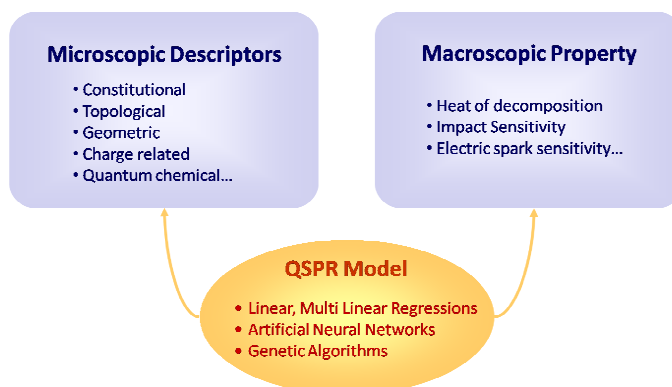 Microscopic Descriptors
• Constitutional
• Topological
• Geometric
• Charge related
• Quantum chemical...
Macroscopic Property
• Heat of decomposition
• Impact Sensitivity
• Electric spark sensitivity...
QSPR Model
• Linear, Multi Linear Regressions
• Artificial Neural Networks
• Genetic Algorithms